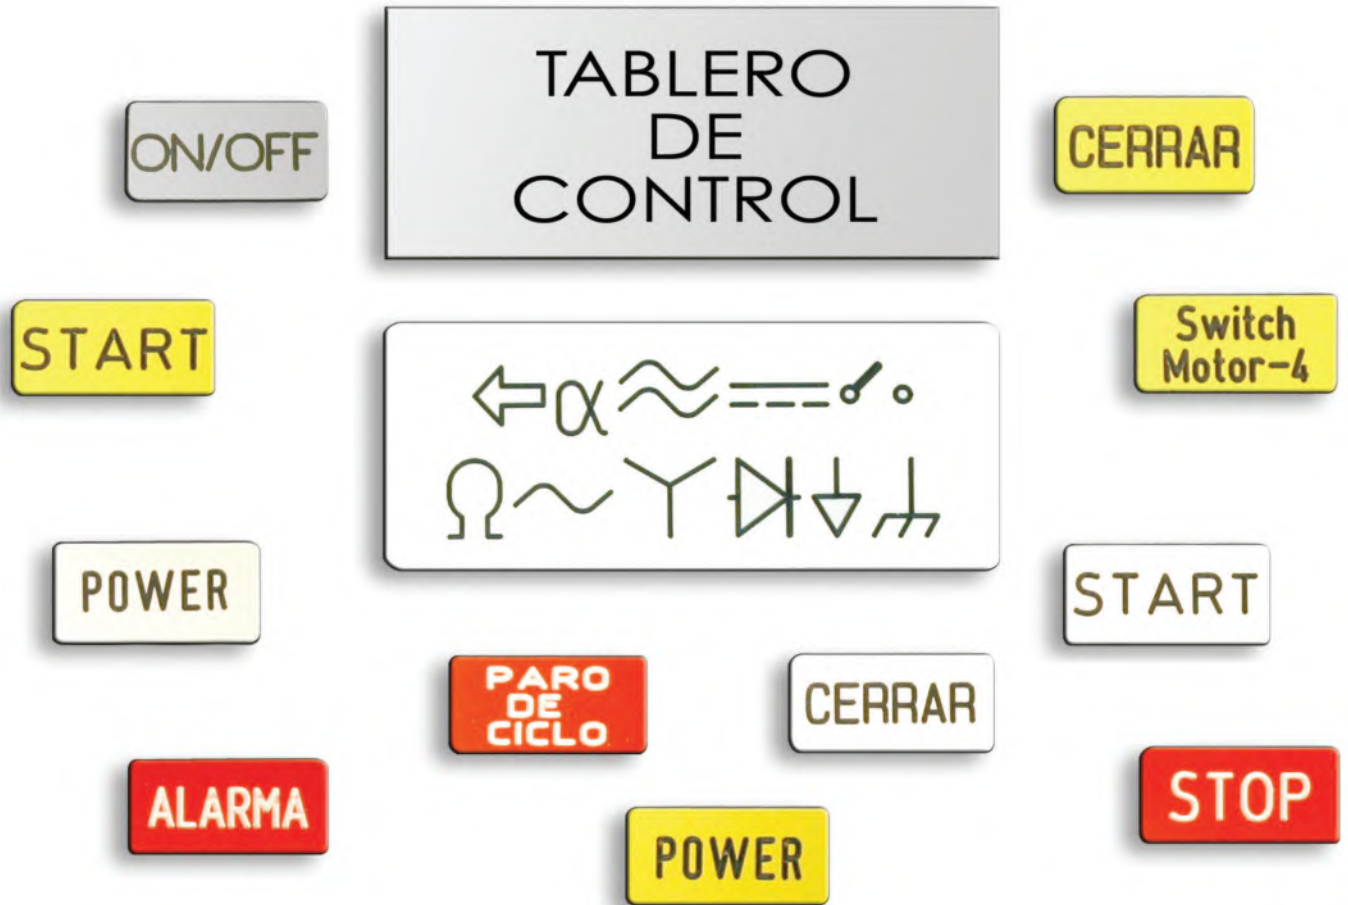 TABLERO
DE
CONTROL
ON/OFF
CERRAR
START
Switch
Motor-4
α
Ω
POWER
START
PARO
DE
CICLO
CERRAR
ALARMA
STOP
POWER